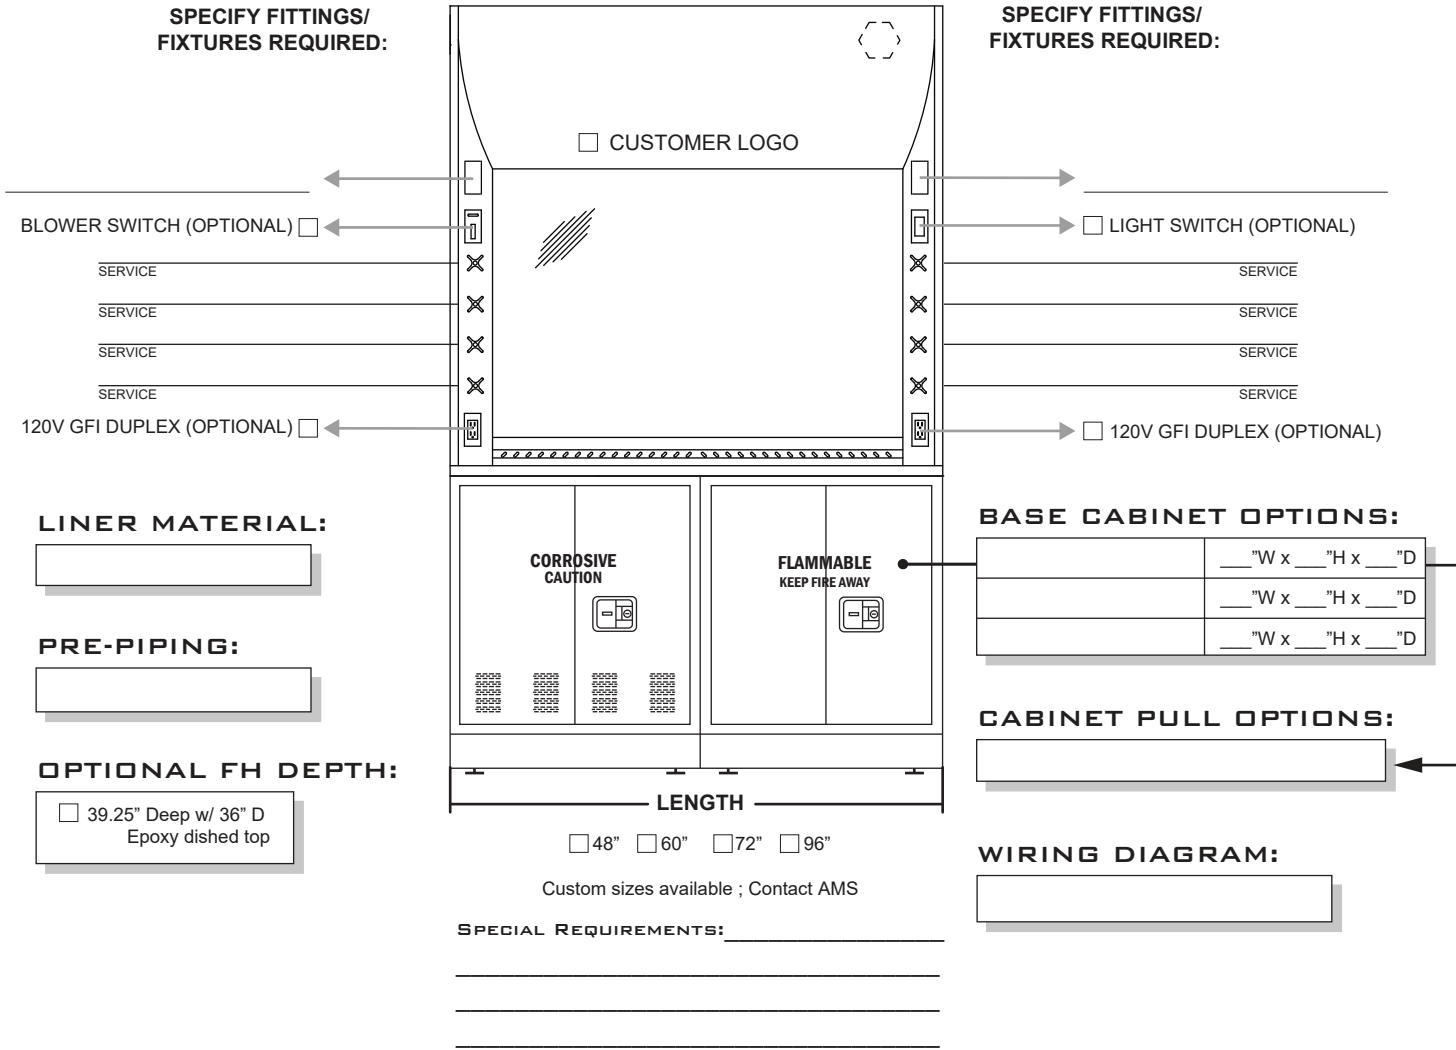 SPECIFY FITTINGS/
FIXTURES REQUIRED:
SPECIFY FITTINGS/
FIXTURES REQUIRED:
CUSTOMER LOGO
BLOWER SWITCH (OPTIONAL)
LIGHT SWITCH (OPTIONAL)
SERVICE
SERVICE
SERVICE
SERVICE
SERVICE
SERVICE
SERVICE
SERVICE
120V GFI DUPLEX (OPTIONAL)
120V GFI DUPLEX (OPTIONAL)
LINER MATERIAL:
PRE-PIPING:
OPTIONAL FH DEPTH:
39.25” Deep w/ 36” D
Epoxy dished top
CORROSIVE
CAUTION
FLAMMABLE
KEEP FIRE AWAY
BASE CABINET OPTIONS:
___”W x ___”H x ___”D
___”W x ___”H x ___”D
___”W x ___”H x ___”D
CABINET PULL OPTIONS:
WIRING DIAGRAM:
LENGTH
48” 60” 72” 96”
Custom sizes available ; Contact AMS
SPECIAL REQUIREMENTS: